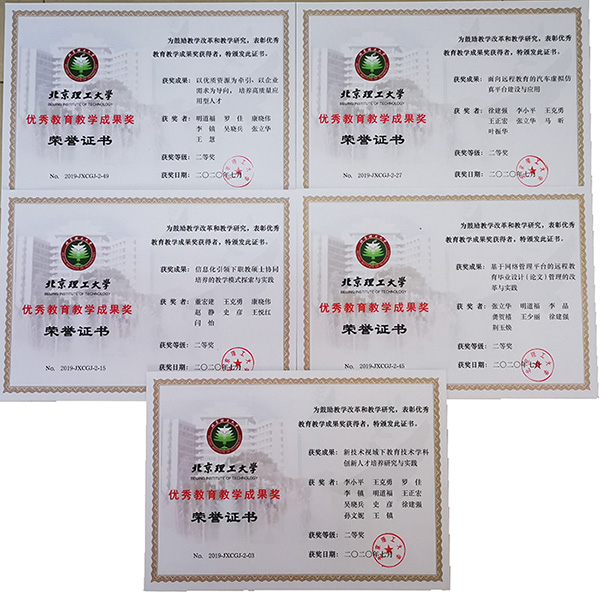 北京理工大学
BEIJING INSTITUTE OF TECHNOLOGY
优秀教育教学成果奖
荣誉证书
No. 2019-JXCGJ-2-49
为鼓励教学改革和教学研究，表彰优秀
教育教学成果奖获得者，特颁发此证书。
获奖成果：以优质资源为牵引，以企业
需求为导向，培养高质量应
用型人才
获 奖 者：明道福 罗 佳 康晓伟
李 镇 吴晓兵 张立华
王 慧
获奖等级：二等奖
获奖日期：二〇二〇年七月
北京理工大学
BEIJING INSTITUTE OF TECHNOLOGY
优秀教育教学成果奖
荣誉证书
No. 2019-JXCGJ-2-27
为鼓励教学改革和教学研究，表彰优秀
教育教学成果奖获得者，特颁发此证书。
获奖成果：面向远程教育的汽车虚拟仿
真平台建设与应用
获 奖 者：徐建强 李小平 王克勇
王正宏 张立华 马 昕
叶振华
获奖等级：二等奖
获奖日期：二〇二〇年七月
北京理工大学
BEIJING INSTITUTE OF TECHNOLOGY
优秀教育教学成果奖
荣誉证书
No. 2019-JXCGJ-2-15
为鼓励教学改革和教学研究，表彰优秀
教育教学成果奖获得者，特颁发此证书。
获奖成果：信息化引领下职教硕士协同
培养的教学模式探索与实践
获 奖 者：董宏建 王克勇 康晓伟
赵 静 史 彦 王悦红
闫 怡
获奖等级：二等奖
获奖日期：二〇二〇年七月
北京理工大学
BEIJING INSTITUTE OF TECHNOLOGY
优秀教育教学成果奖
荣誉证书
No. 2019-JXCGJ-2-45
为鼓励教学改革和教学研究，表彰优秀
教育教学成果奖获得者，特颁发此证书。
获奖成果：基于网络管理平台的远程教
育毕业设计（论文）管理的改
革与实践
获 奖 者：张立华 明道福 李 晶
龚贺禧 王少丽 徐建强
荆玉焕
获奖等级：二等奖
获奖日期：二〇二〇年七月
北京理工大学
BEIJING INSTITUTE OF TECHNOLOGY
优秀教育教学成果奖
荣誉证书
No. 2019-JXCGJ-2-03
为鼓励教学改革和教学研究，表彰优秀
教育教学成果奖获得者，特颁发此证书。
获奖成果：新技术视域下教育技术学科
创新人才培养研究与实践
获 奖 者：李小平 王克勇 罗 佳
李 镇 明道福 王正宏
吴晓兵 史 彦 徐建强
孙文妮 王 镇
获奖等级：二等奖
获奖日期：二〇二〇年七月